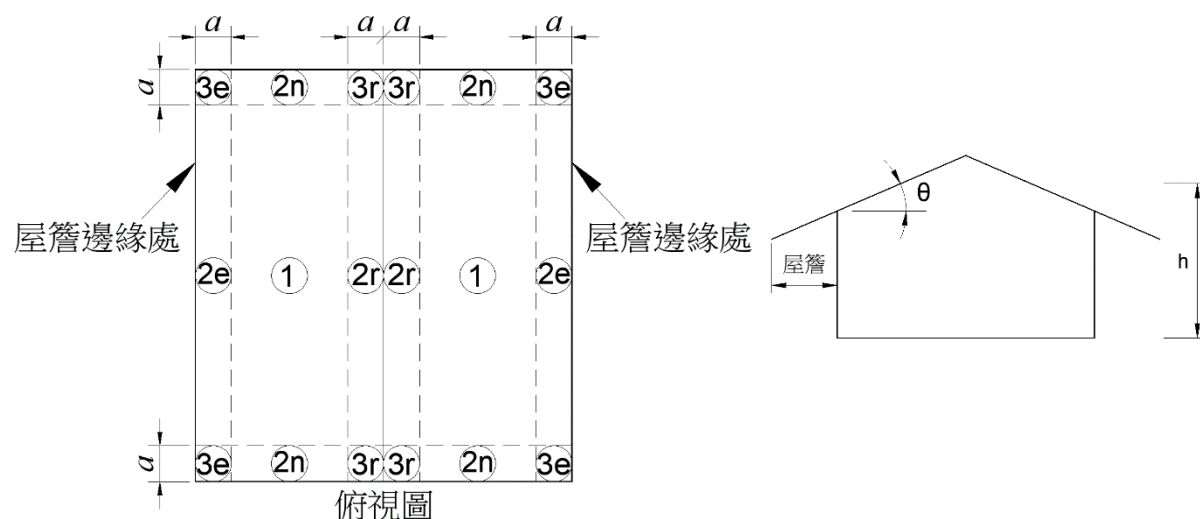 a a a a
a
3e 2n 3r 3r 2n 3e
屋簷邊緣處 屋簷邊緣處
2e 1 2r 2r 1 2e
a
3e 2n 3r 3r 2n 3e
俯視圖
θ
屋簷
h